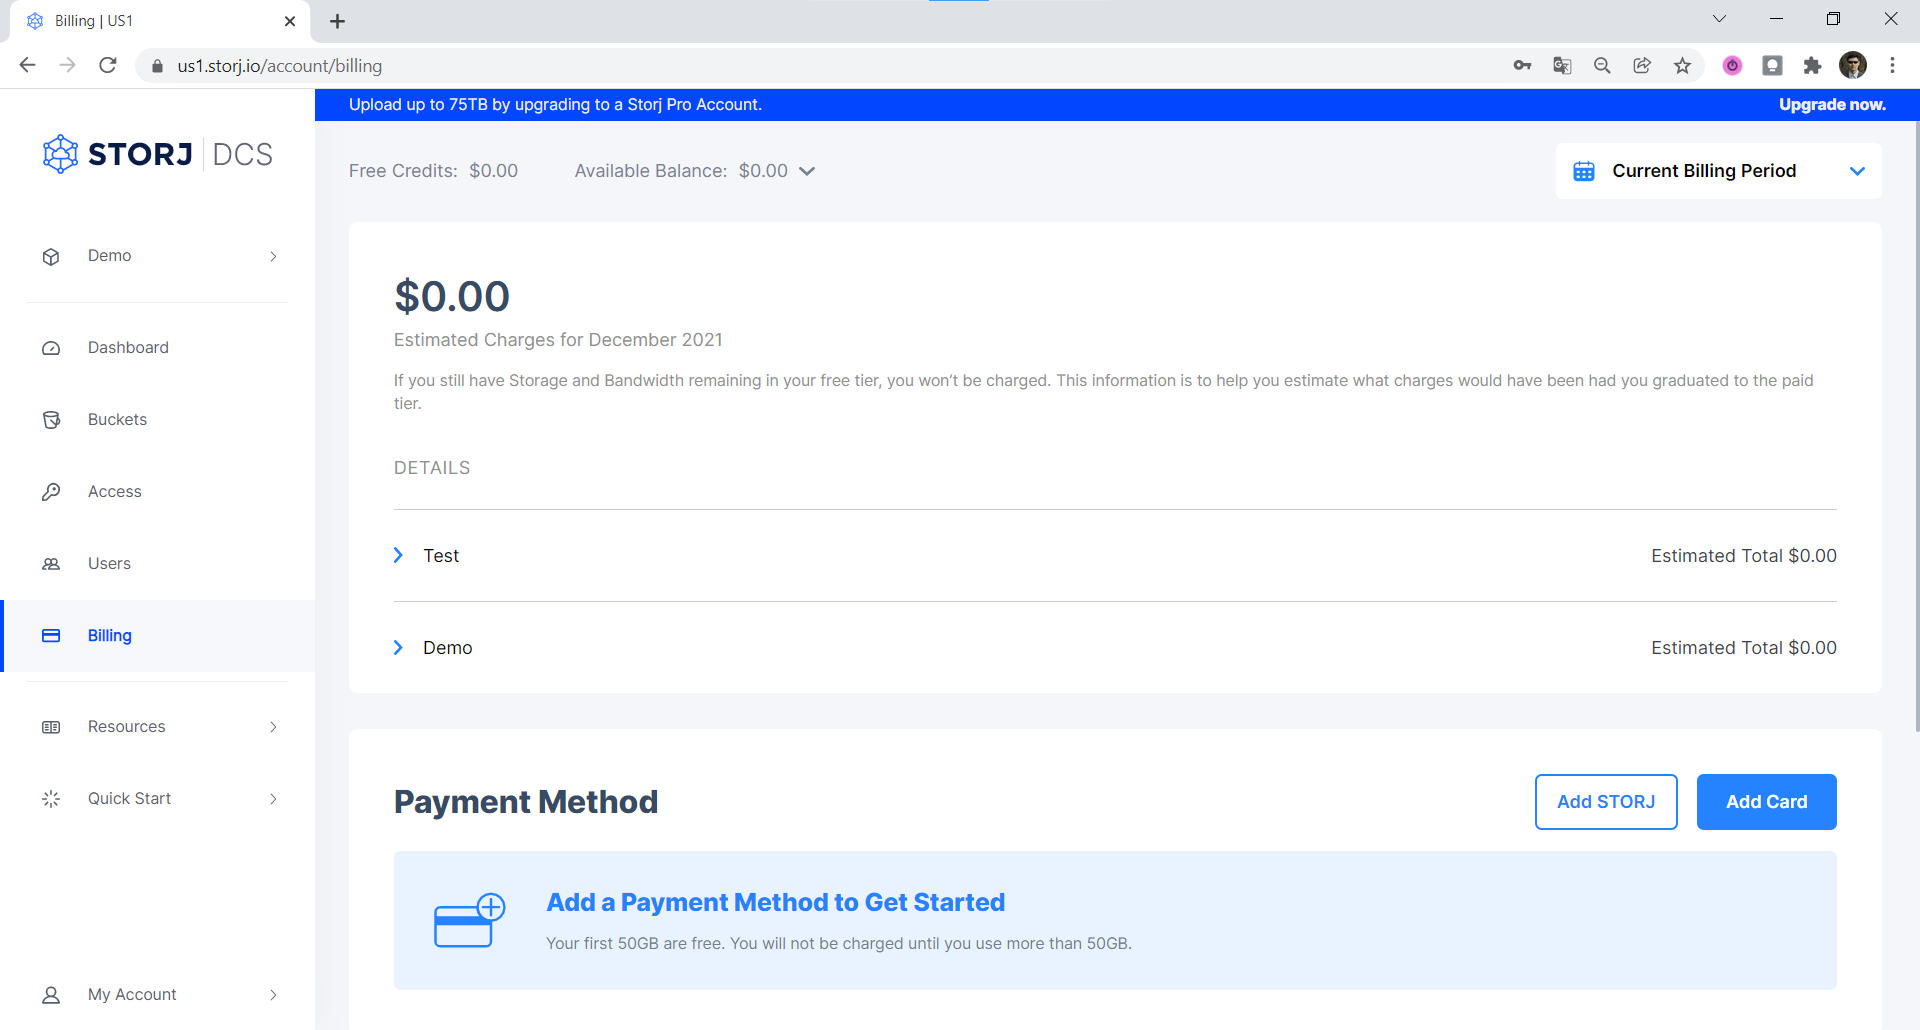 Billing | US1
us1.storj.io/account/billing
Upload up to 75TB by upgrading to a Storj Pro Account.
Upgrade now.
STORJ DCS
Free Credits: $0.00
Available Balance: $0.00
Current Billing Period
Demo
Dashboard
Buckets
Access
Users
Billing
Resources
Quick Start
My Account
$0.00
Estimated Charges for December 2021
If you still have Storage and Bandwidth remaining in your free tier, you won’t be charged. This information is to help you estimate what charges would have been had you graduated to the paid
tier.
DETAILS
Test
Estimated Total $0.00
Demo
Estimated Total $0.00
Payment Method
Add STORJ
Add Card
Add a Payment Method to Get Started
Your first 50GB are free. You will not be charged until you use more than 50GB.